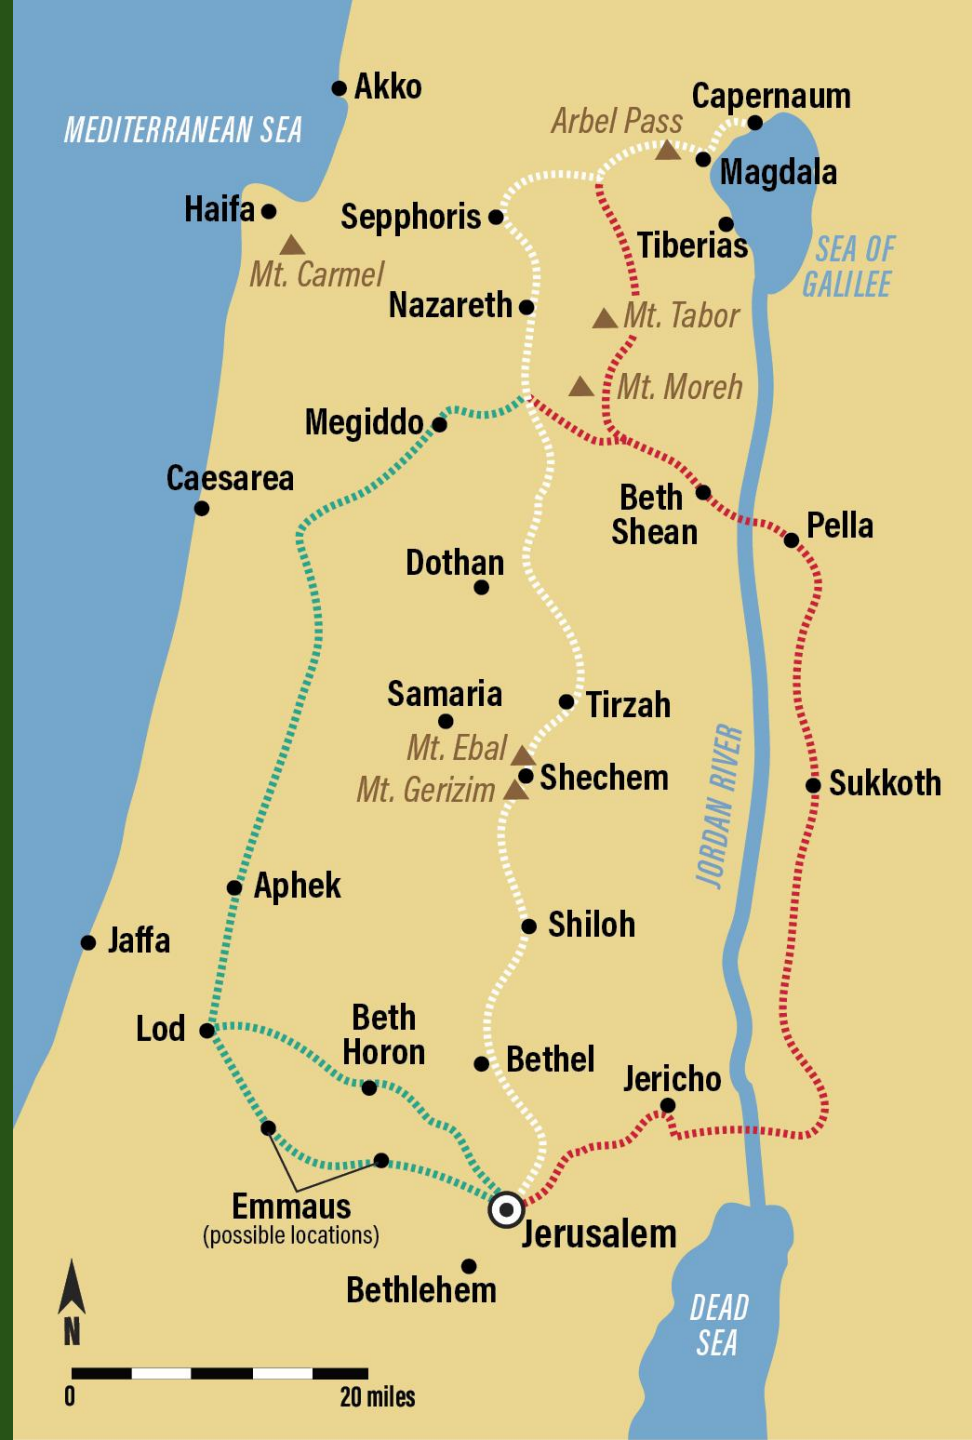 Akko
Capernaum
MEDITERRANEAN SEA
Arbel Pass
Magdala
Haifa
Sepphoris
Tiberias
SEA OF
GALILEE
Mt. Carmel
Nazareth
Mt. Tabor
Mt. Moreh
Megiddo
Caesarea
Beth
Shean
Pella
Dothan
Samaria
Tirzah
Mt. Ebal
Shechem
Mt. Gerizim
JORDAN RIVER
Sukkoth
Aphek
Shiloh
Jaffa
Lod
Beth
Horon
Bethel
Jericho
Emmaus
(possible locations)
Jerusalem
Bethlehem
DEAD
SEA
N
0
20 miles